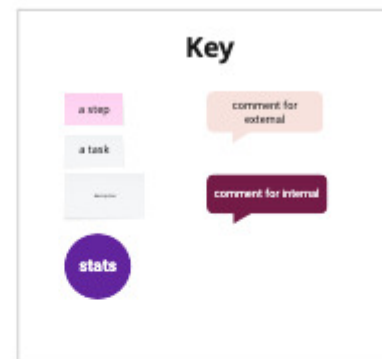 Key
a step
comment for
external
a task
comment for internal
stats